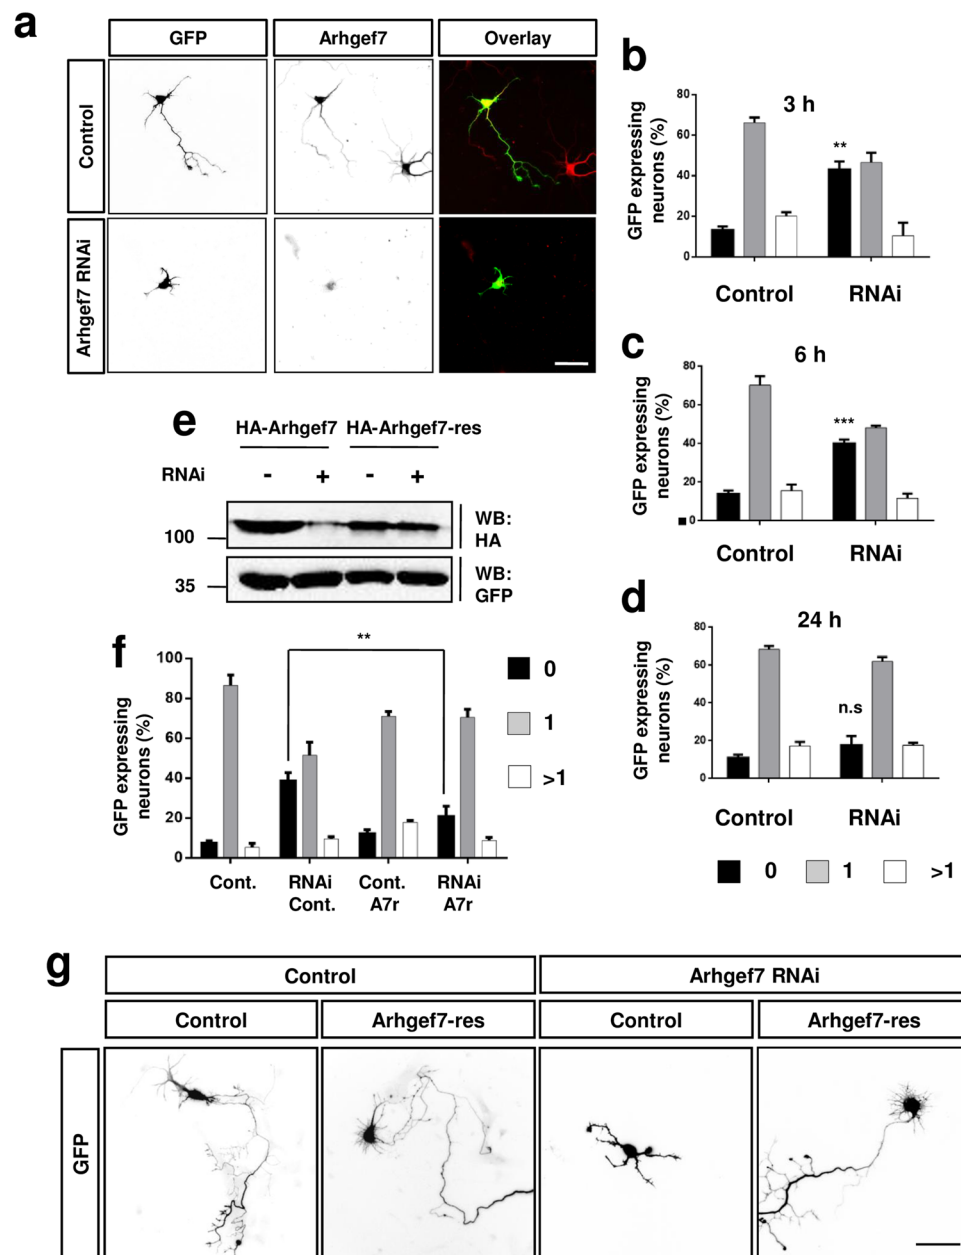 a
GFP
Arhgef7
Overlay
Control
Arhgef7 RNAi
b
3 h
GFP expressing
neurons (%)
80
60
40
20
0
**
Control
RNAi
c
6 h
GFP expressing
neurons (%)
80
60
40
20
0
***
Control
RNAi
d
24 h
GFP expressing
neurons (%)
80
60
40
20
0
n.s
Control
RNAi
0
1
>1
e
HA-Arhgef7
HA-Arhgef7-res
RNAi
-
+
-
+
100
WB:
HA
35
WB:
GFP
f
GFP expressing
neurons (%)
100
80
60
40
20
0
**
Cont.
RNAi
Cont.
Cont.
A7r
RNAi
A7r
0
1
>1
g
Control
Arhgef7 RNAi
Control
Arhgef7-res
Control
Arhgef7-res
GFP